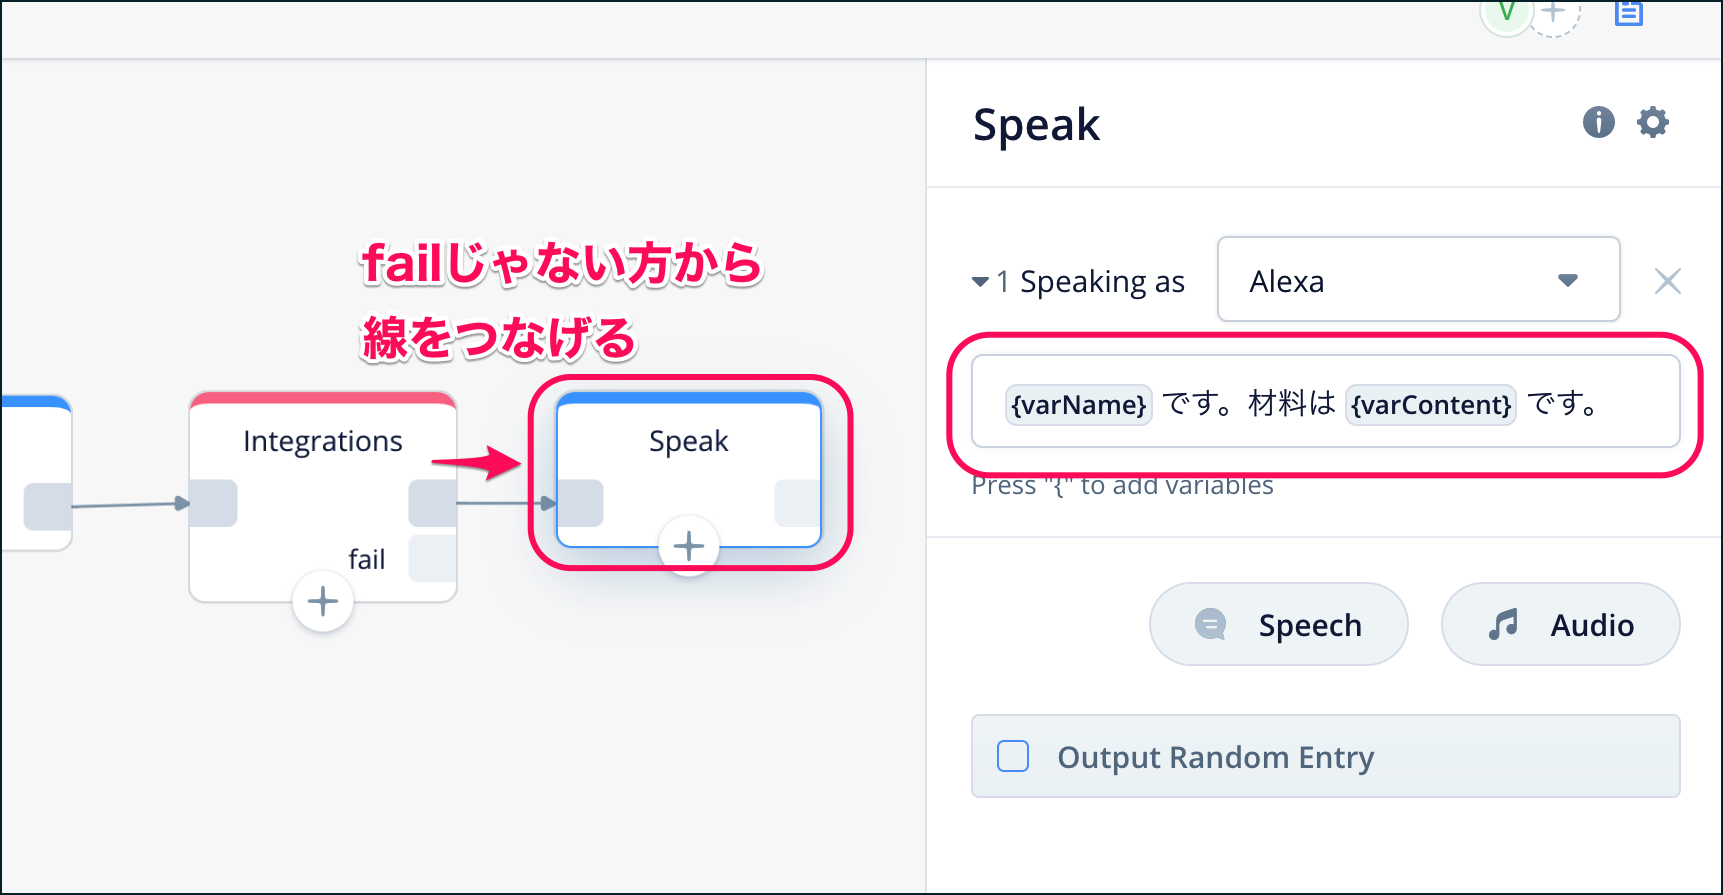 V
Speak
failじゃない方から
線をつなげる
1 Speaking as
Alexa
{varName} です。材料は {varContent} です。
Press "{" to add variables
Integrations
fail
Speak
Speech
Audio
Output Random Entry